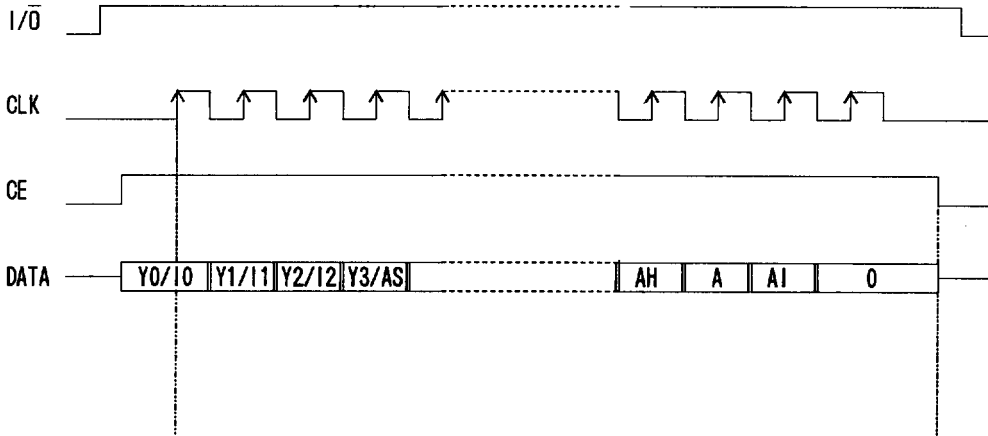 I/O̅
CLK
CE
DATA Y0/I0 Y1/I1 Y2/I2 Y3/AS AH A AI 0